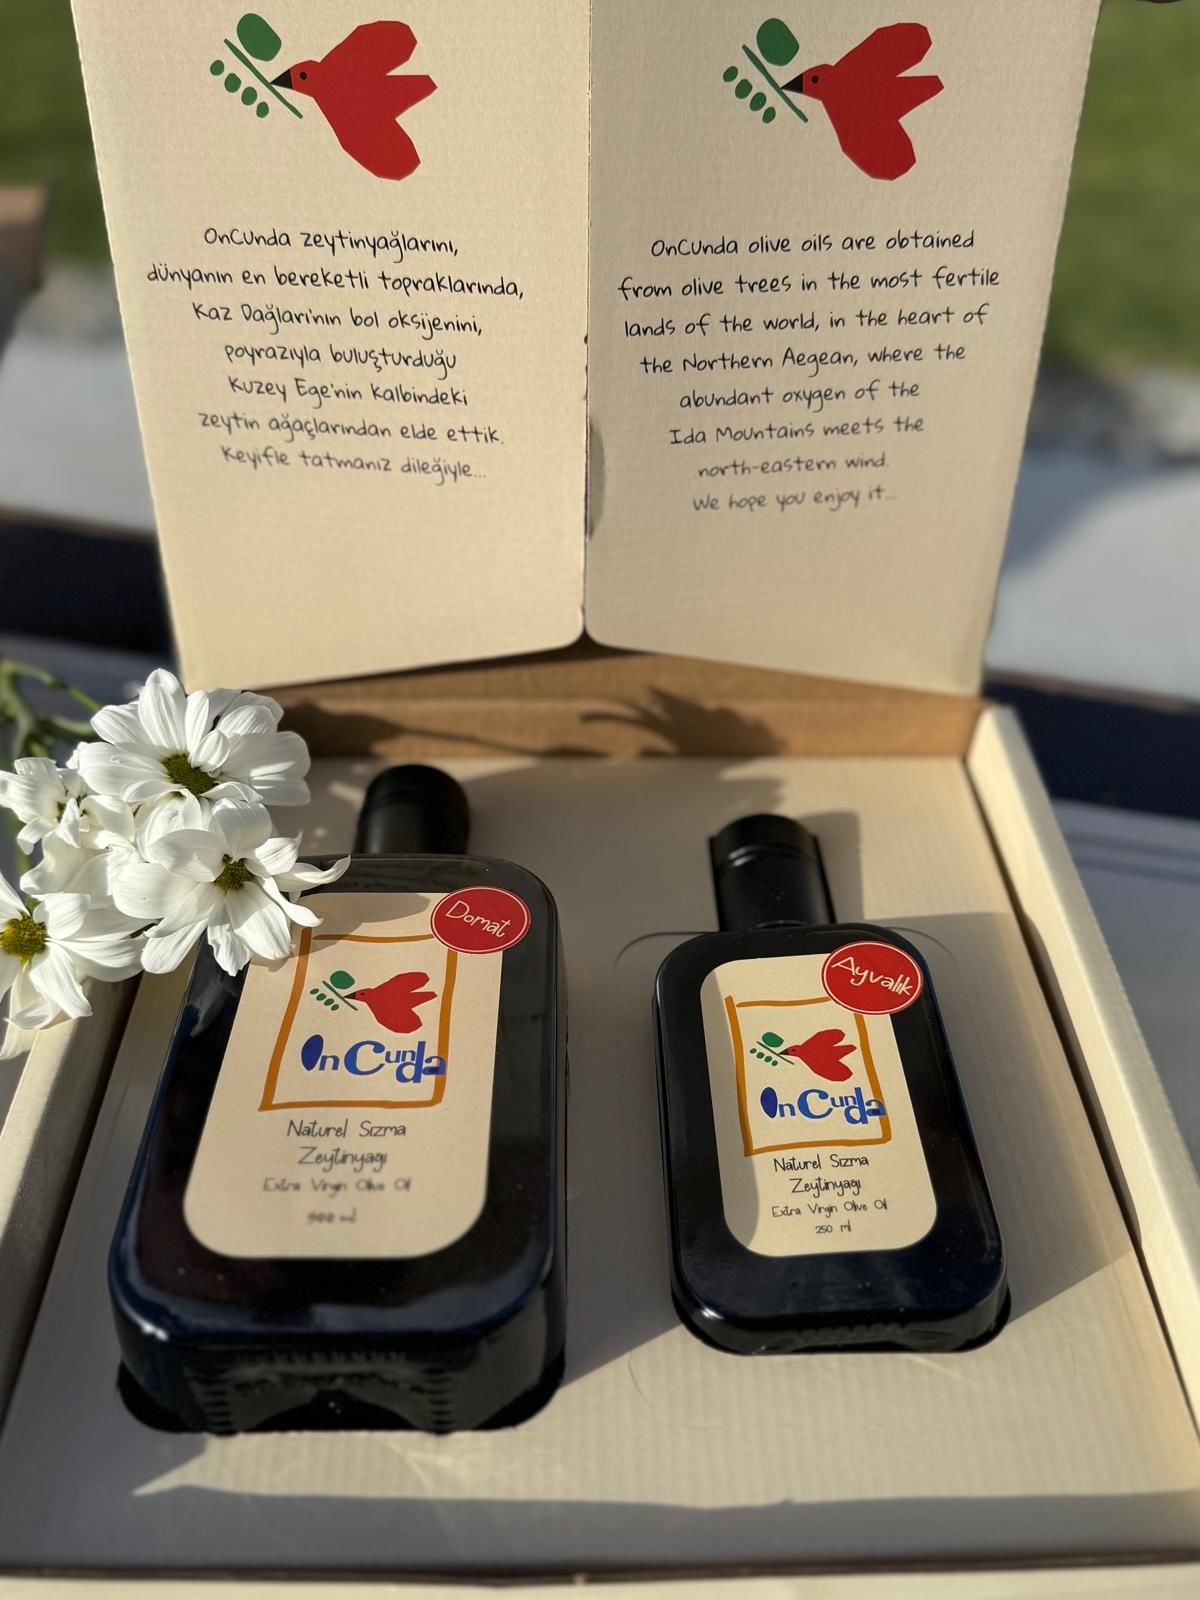 OnCunda zeytinyağlarını,
dünyanın en bereketli topraklarında,
Kaz Dağları'nın bol oksijenini,
poyrazıyla buluşturduğu
Kuzey Ege'nin kalbindeki
zeytin ağaçlarından elde ettik.
Keyifle tatmanız dileğiyle...
OnCunda olive oils are obtained
from olive trees in the most fertile
lands of the world, in the heart of
the Northern Aegean, where the
abundant oxygen of the
Ida Mountains meets the
north-eastern wind.
We hope you enjoy it...
Domat
OnCunda
Naturel Sızma
Zeytinyağı
Extra Virgin Olive Oil
500 ml
Ayvalık
OnCunda
Naturel Sızma
Zeytinyağı
Extra Virgin Olive Oil
250 ml